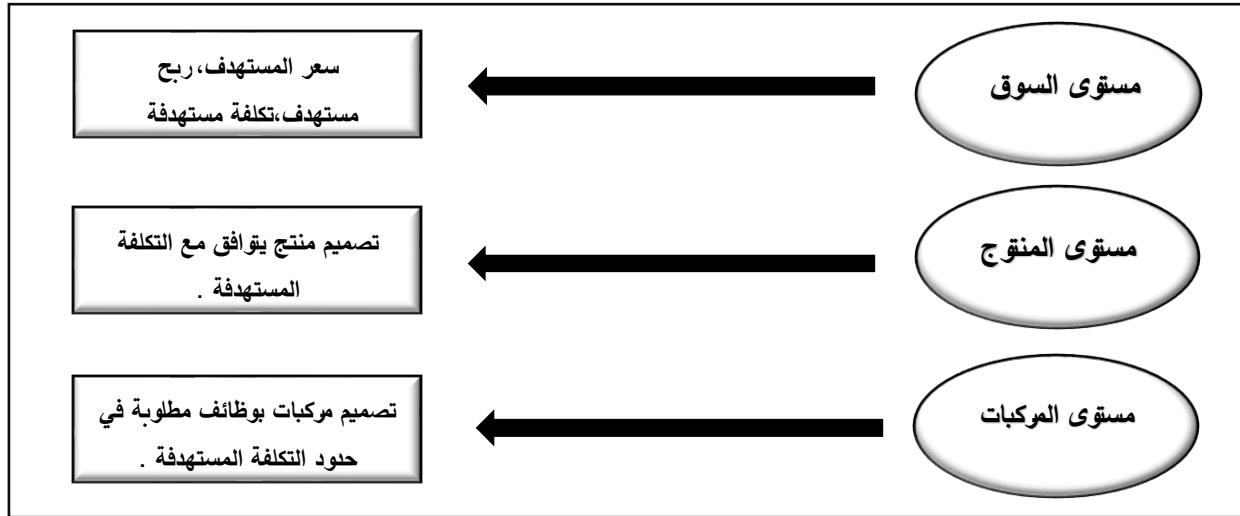 مستوى السوق
سعر المستهدف،ربح
مستهدف،تكلفة مستهدفة
مستوى المنتوج
تصميم منتج يتوافق مع التكلفة
المستهدفة .
مستوى المركبات
تصميم مركبات بوظائف مطلوبة في
حدود التكلفة المستهدفة .